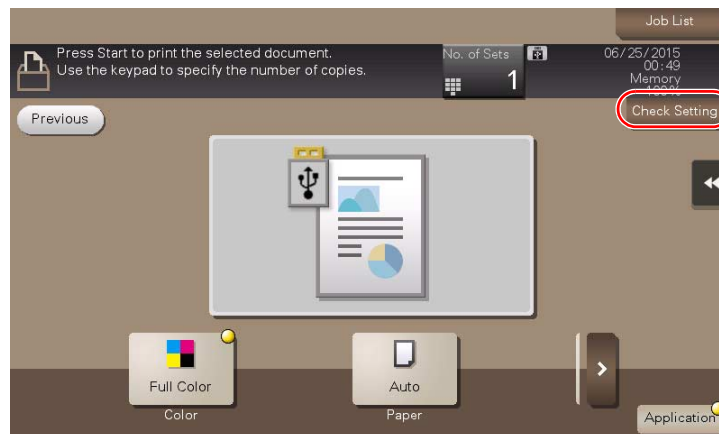 Job List
Press Start to print the selected document.
Use the keypad to specify the number of copies.
No. of Sets
1
06/25/2015
00:49
Memory
100%
Previous
Check Setting
Full Color
Color
Auto
Paper
Application